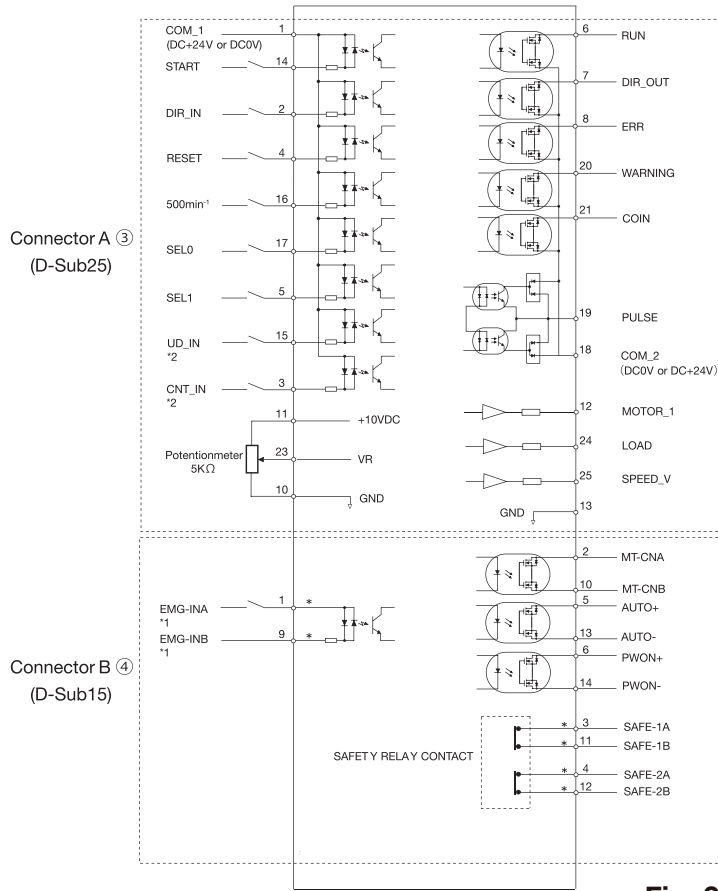 COM_1 1
(DC+24V or DC0V)
START 14
DIR_IN 2
RESET 4
500min⁻¹ 16
SEL0 17
SEL1 5
UD_IN 15
*2
CNT_IN 3
*2
11 +10VDC
Potentionmeter 23 VR
5KΩ
10 GND
Connector A ③
(D-Sub25)
6 RUN
7 DIR_OUT
8 ERR
20 WARNING
21 COIN
19 PULSE
18 COM_2
(DC0V or DC+24V)
12 MOTOR_1
24 LOAD
25 SPEED_V
GND 13
Connector B ④
(D-Sub15)
EMG-INA 1 *
*1
EMG-INB 9 *
*1
2 MT-CNA
10 MT-CNB
5 AUTO+
13 AUTO-
6 PWON+
14 PWON-
SAFETY RELAY CONTACT
* 3 SAFE-1A
* 11 SAFE-1B
* 4 SAFE-2A
* 12 SAFE-2B